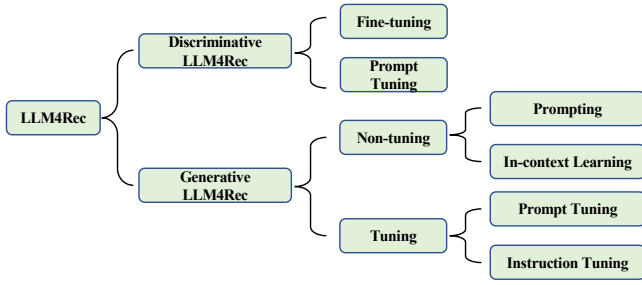 LLM4Rec
Discriminative
LLM4Rec
Fine-tuning
Prompt
Tuning
Generative
LLM4Rec
Non-tuning
Prompting
In-context Learning
Tuning
Prompt Tuning
Instruction Tuning